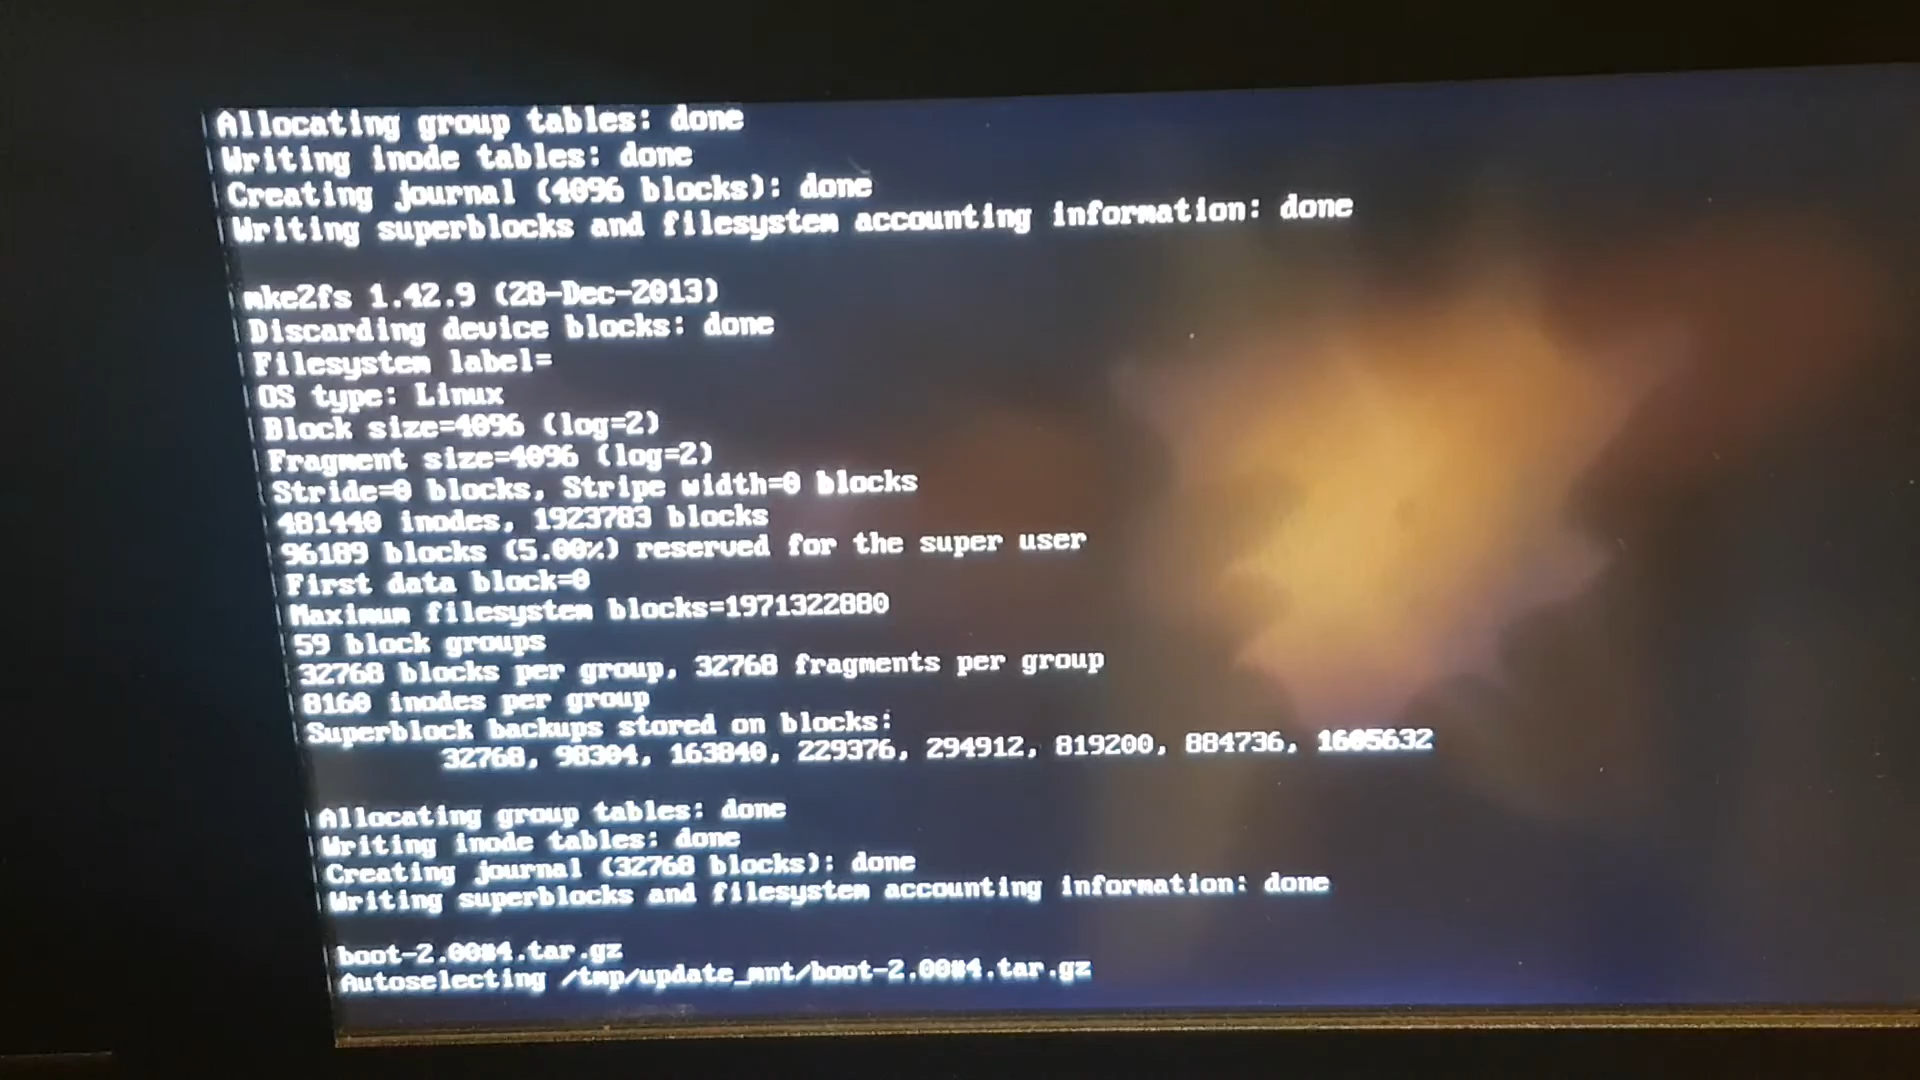 Allocating group tables: done
Writing inode tables: done
Creating journal (4096 blocks): done
Writing superblocks and filesystem accounting information: done
mke2fs 1.42.9 (28-Dec-2013)
Discarding device blocks: done
Filesystem label=
OS type: Linux
Block size=4096 (log=2)
Fragment size=4096 (log=2)
Stride=0 blocks, Stripe width=0 blocks
481440 inodes, 1923783 blocks
96189 blocks (5.00%) reserved for the super user
First data block=0
Maximum filesystem blocks=1971322880
59 block groups
32768 blocks per group, 32768 fragments per group
8160 inodes per group
Superblock backups stored on blocks:
32768, 98304, 163840, 229376, 294912, 819200, 884736, 1605632
Allocating group tables: done
Writing inode tables: done
Creating journal (32768 blocks): done
Writing superblocks and filesystem accounting information: done
boot-2.00#4.tar.gz
Autoselecting /tmp/update_mnt/boot-2.00#4.tar.gz